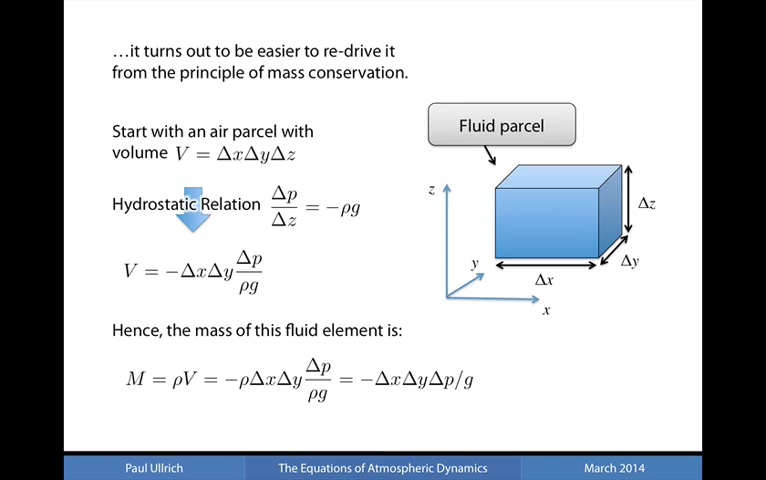 ...it turns out to be easier to re-drive it
from the principle of mass conservation.
Start with an air parcel with
volume V = ΔxΔyΔz
Hydrostatic Relation Δp/Δz = −ρg
V = −ΔxΔy Δp/ρg
Hence, the mass of this fluid element is:
M = ρV = −ρΔxΔy Δp/ρg = −ΔxΔyΔp/g
Fluid parcel
z
Δz
y
Δy
Δx
x
Paul Ullrich
The Equations of Atmospheric Dynamics
March 2014